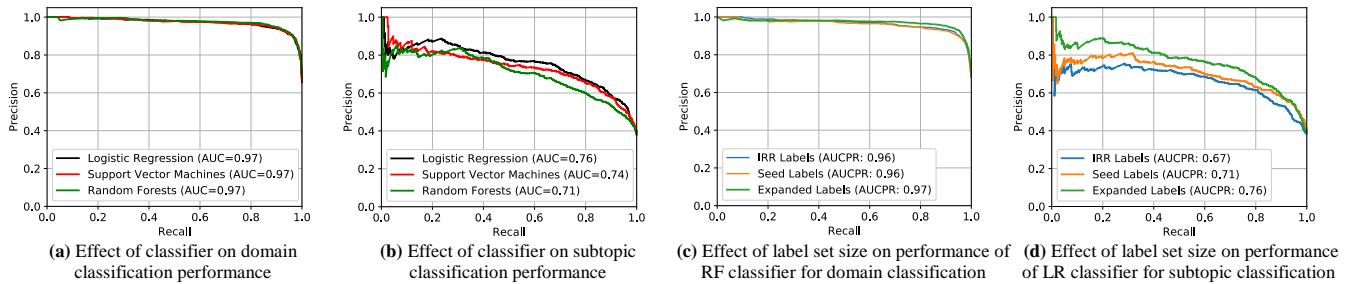 1.0
0.8
0.6
0.4
0.2
0.0
Precision
0.0 0.2 0.4 0.6 0.8 1.0
Recall
Logistic Regression (AUC=0.97)
Support Vector Machines (AUC=0.97)
Random Forests (AUC=0.97)
(a) Effect of classifier on domain
classification performance
1.0
0.8
0.6
0.4
0.2
0.0
Precision
0.0 0.2 0.4 0.6 0.8 1.0
Recall
Logistic Regression (AUC=0.76)
Support Vector Machines (AUC=0.74)
Random Forests (AUC=0.71)
(b) Effect of classifier on subtopic
classification performance
1.0
0.8
0.6
0.4
0.2
0.0
Precision
0.0 0.2 0.4 0.6 0.8 1.0
Recall
IRR Labels (AUCPR: 0.96)
Seed Labels (AUCPR: 0.96)
Expanded Labels (AUCPR: 0.97)
(c) Effect of label set size on performance of
RF classifier for domain classification
1.0
0.8
0.6
0.4
0.2
0.0
Precision
0.0 0.2 0.4 0.6 0.8 1.0
Recall
IRR Labels (AUCPR: 0.67)
Seed Labels (AUCPR: 0.71)
Expanded Labels (AUCPR: 0.76)
(d) Effect of label set size on performance
of LR classifier for subtopic classification